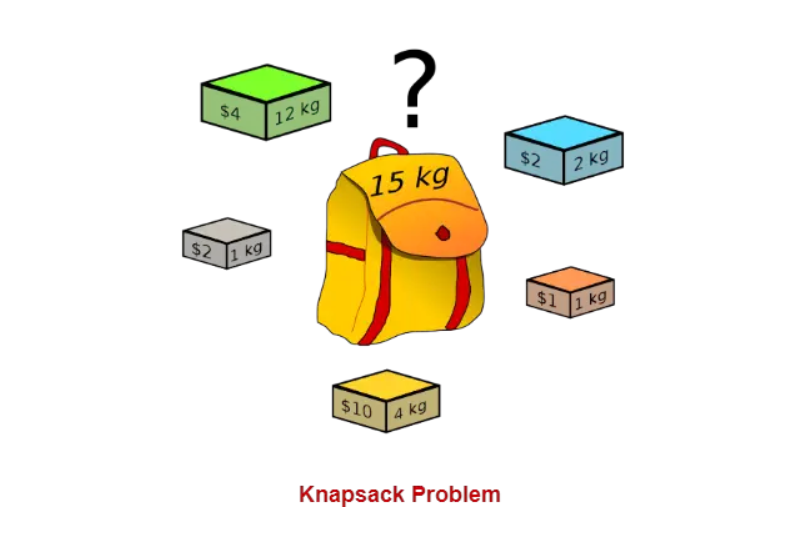 ?
$4 12 kg
15 kg
$2 2 kg
$2 1 kg
$1 1 kg
$10 4 kg
Knapsack Problem